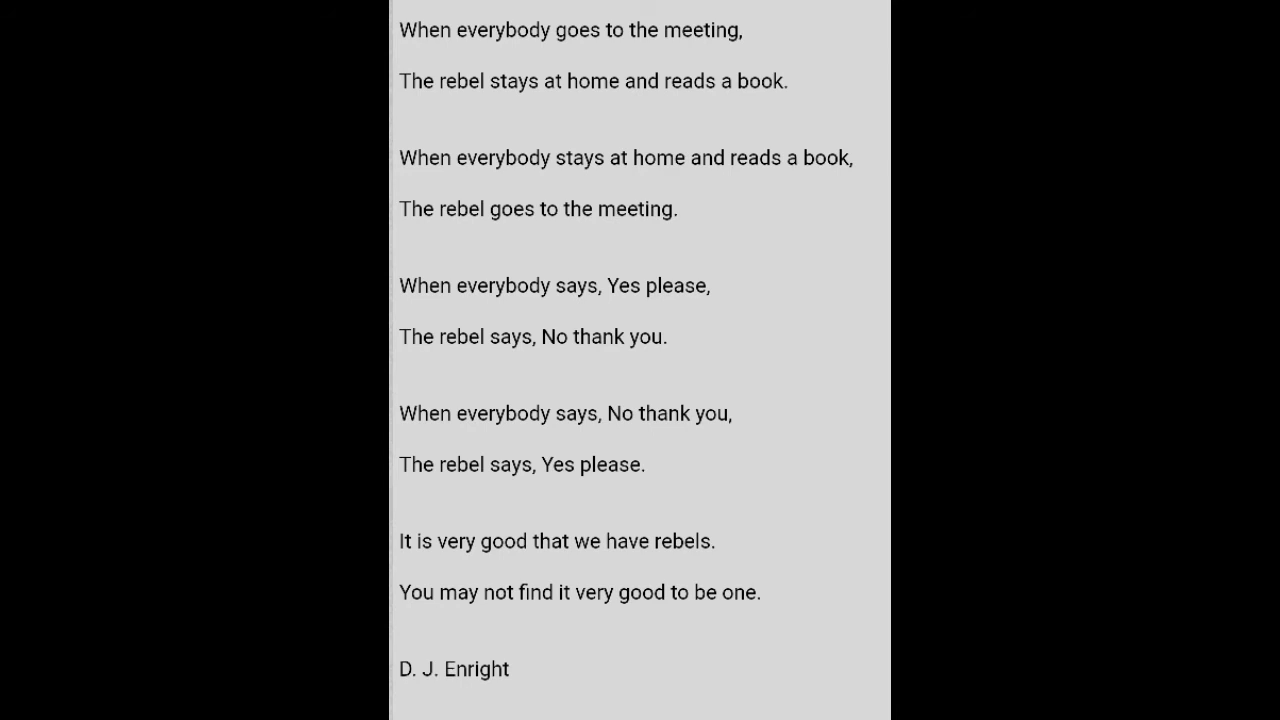 When everybody goes to the meeting,
The rebel stays at home and reads a book.
When everybody stays at home and reads a book,
The rebel goes to the meeting.
When everybody says, Yes please,
The rebel says, No thank you.
When everybody says, No thank you,
The rebel says, Yes please.
It is very good that we have rebels.
You may not find it very good to be one.
D. J. Enright